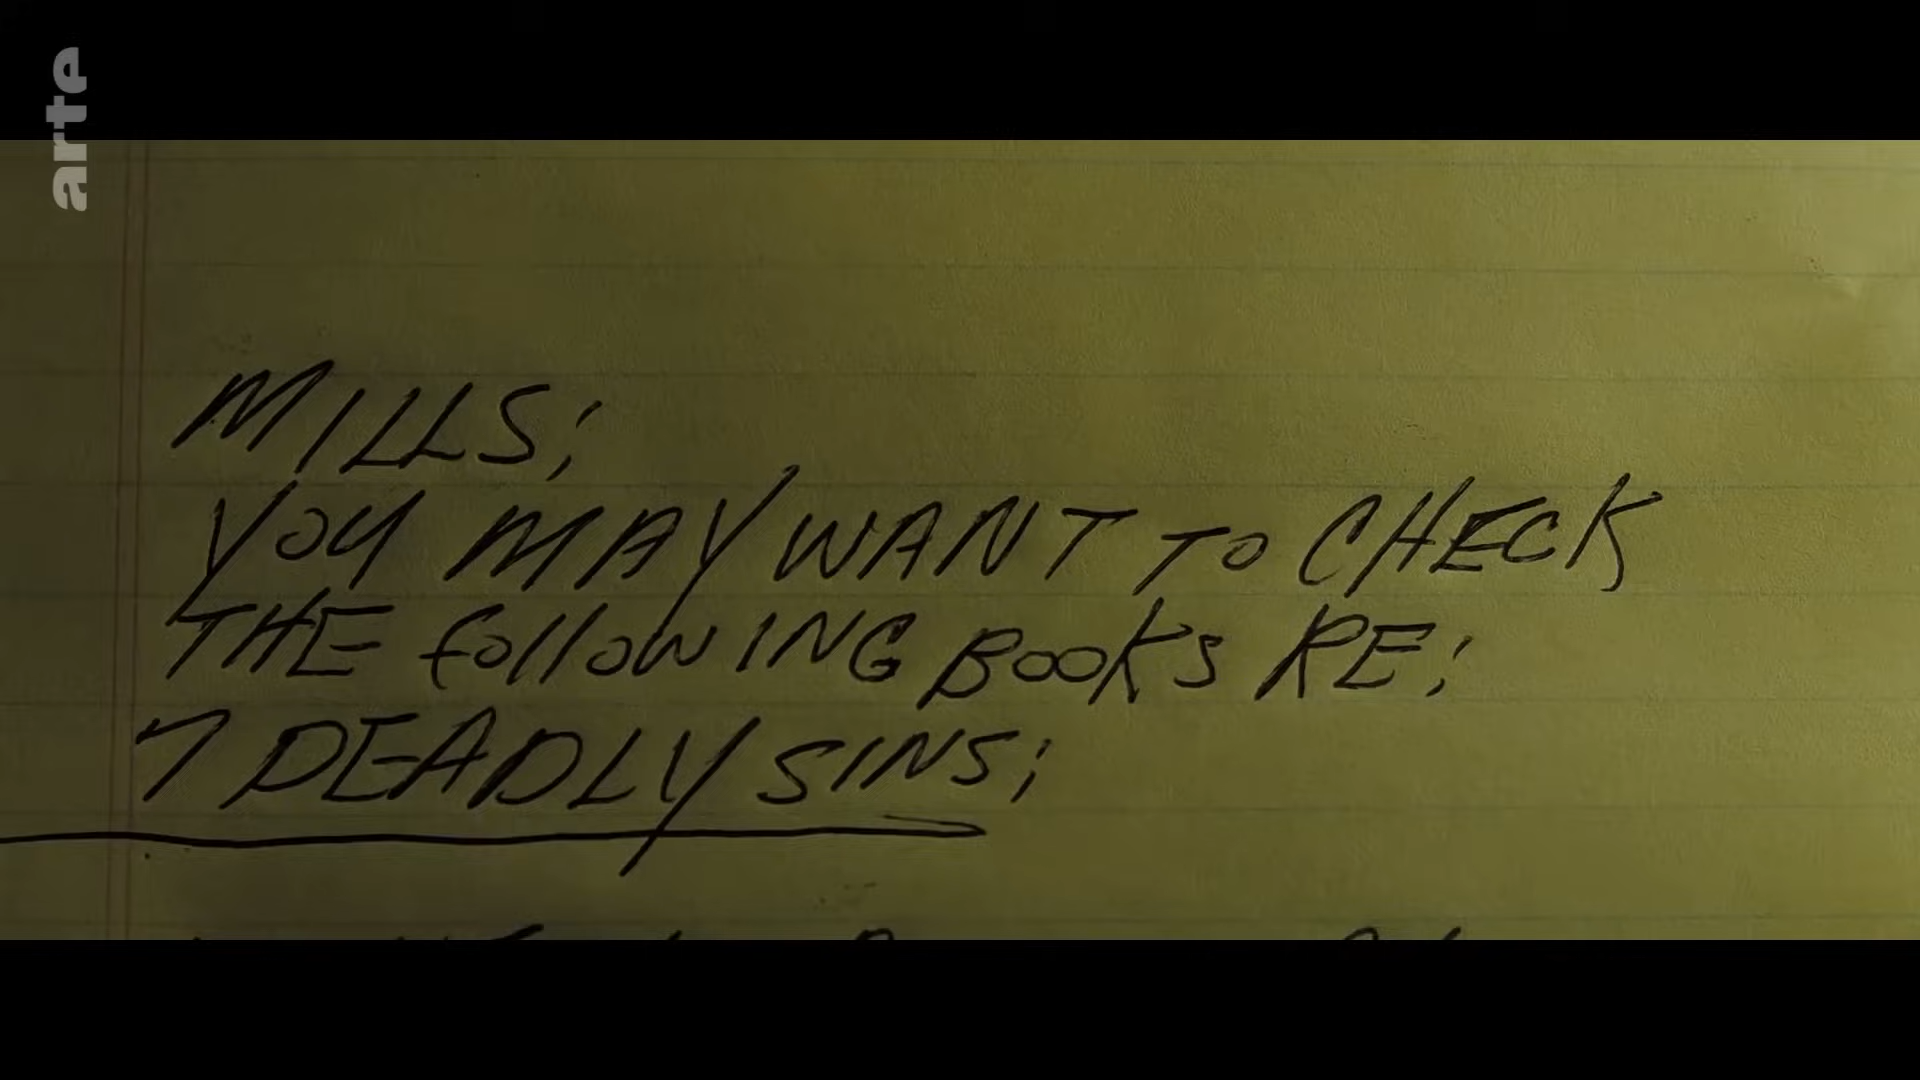 arte
MILLS;
YOU MAY WANT TO CHECK
THE following BOOKS RE;
7 DEADLY SINS;